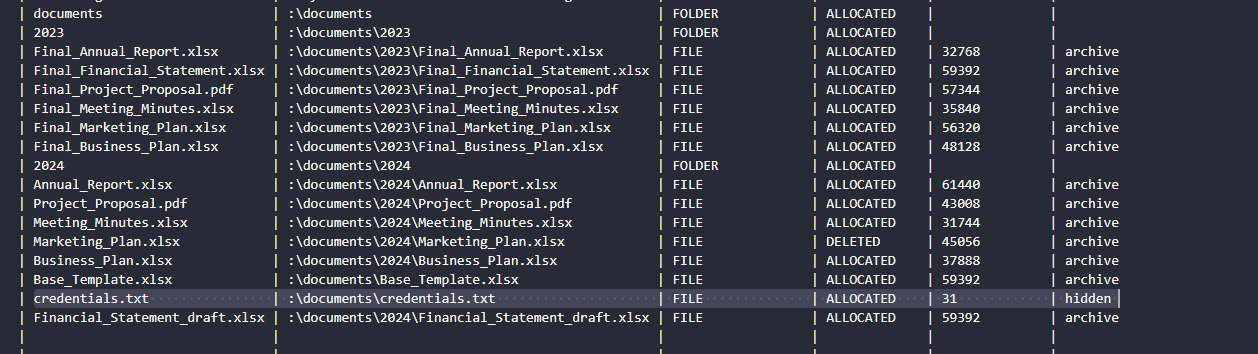 | documents | :\documents | FOLDER | ALLOCATED | | |
| 2023 | :\documents\2023 | FOLDER | ALLOCATED | | |
| Final_Annual_Report.xlsx | :\documents\2023\Final_Annual_Report.xlsx | FILE | ALLOCATED | 32768 | archive
| Final_Financial_Statement.xlsx | :\documents\2023\Final_Financial_Statement.xlsx | FILE | ALLOCATED | 59392 | archive
| Final_Project_Proposal.pdf | :\documents\2023\Final_Project_Proposal.pdf | FILE | ALLOCATED | 57344 | archive
| Final_Meeting_Minutes.xlsx | :\documents\2023\Final_Meeting_Minutes.xlsx | FILE | ALLOCATED | 35840 | archive
| Final_Marketing_Plan.xlsx | :\documents\2023\Final_Marketing_Plan.xlsx | FILE | ALLOCATED | 56320 | archive
| Final_Business_Plan.xlsx | :\documents\2023\Final_Business_Plan.xlsx | FILE | ALLOCATED | 48128 | archive
| 2024 | :\documents\2024 | FOLDER | ALLOCATED | | |
| Annual_Report.xlsx | :\documents\2024\Annual_Report.xlsx | FILE | ALLOCATED | 61440 | archive
| Project_Proposal.pdf | :\documents\2024\Project_Proposal.pdf | FILE | ALLOCATED | 43008 | archive
| Meeting_Minutes.xlsx | :\documents\2024\Meeting_Minutes.xlsx | FILE | ALLOCATED | 31744 | archive
| Marketing_Plan.xlsx | :\documents\2024\Marketing_Plan.xlsx | FILE | DELETED | 45056 | archive
| Business_Plan.xlsx | :\documents\2024\Business_Plan.xlsx | FILE | ALLOCATED | 37888 | archive
| Base_Template.xlsx | :\documents\Base_Template.xlsx | FILE | ALLOCATED | 59392 | archive
| credentials.txt | :\documents\credentials.txt | FILE | ALLOCATED | 31 | hidden
| Financial_Statement_draft.xlsx | :\documents\2024\Financial_Statement_draft.xlsx | FILE | ALLOCATED | 59392 | archive